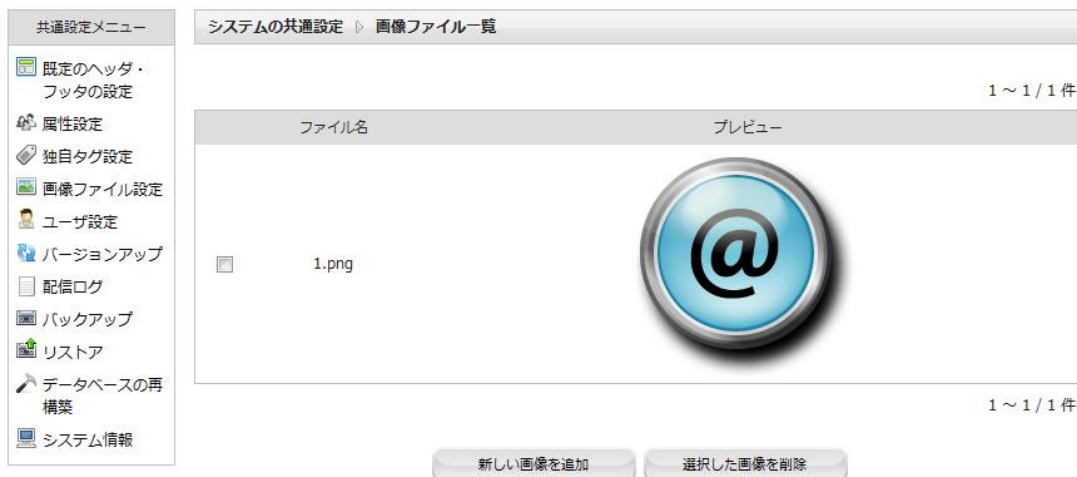 共通設定メニュー
既定のヘッダ・
フッタの設定
属性設定
独自タグ設定
画像ファイル設定
ユーザ設定
バージョンアップ
配信ログ
バックアップ
リストア
データベースの再
構築
システム情報
システムの共通設定 ▷ 画像ファイル一覧
1 ～ 1 / 1 件
ファイル名 プレビュー
1.png
@
1 ～ 1 / 1 件
新しい画像を追加 選択した画像を削除